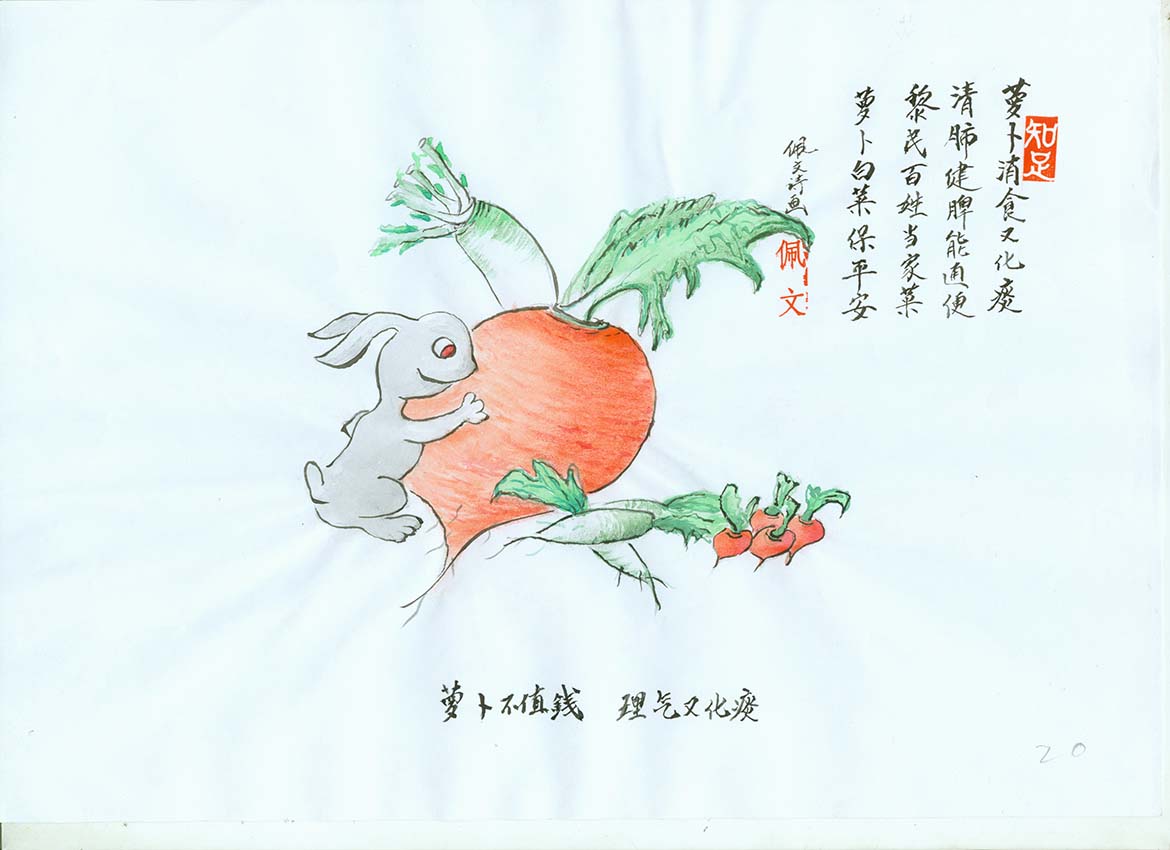 知足
萝卜消食又化痰
清肺健脾能通便
黎民百姓当家菜
萝卜白菜保平安
佩文诗画
佩文
萝卜不值钱 理气又化痰
20